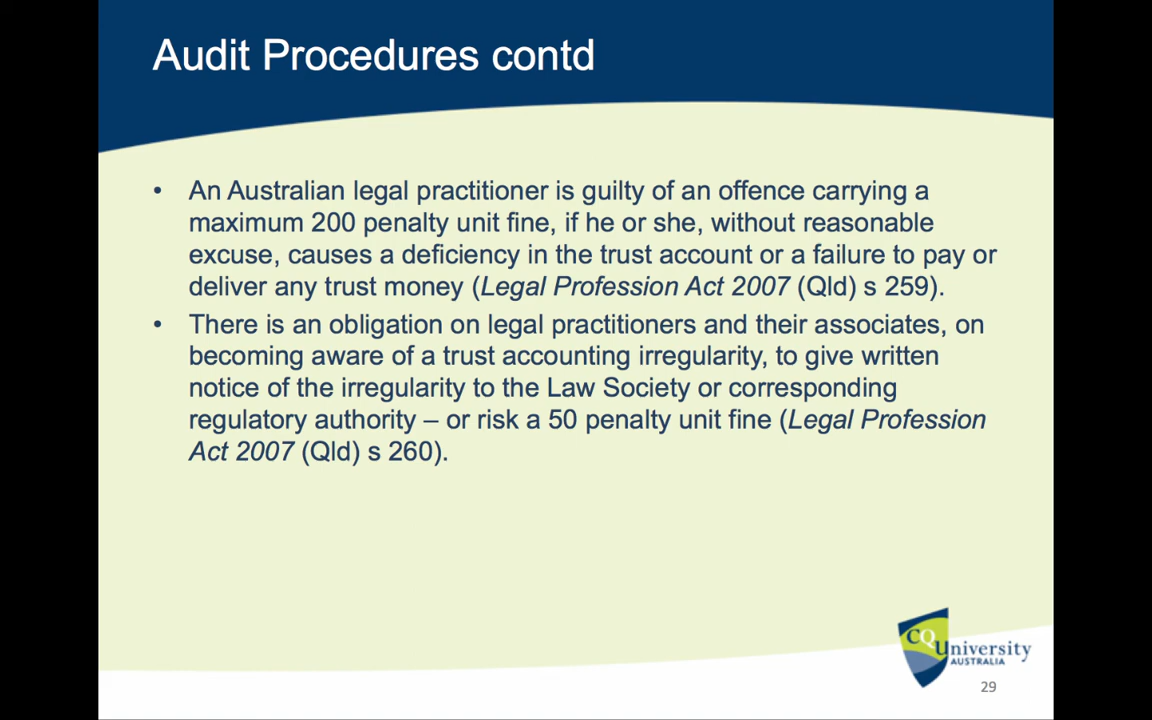 Audit Procedures contd
• An Australian legal practitioner is guilty of an offence carrying a
maximum 200 penalty unit fine, if he or she, without reasonable
excuse, causes a deficiency in the trust account or a failure to pay or
deliver any trust money (Legal Profession Act 2007 (Qld) s 259).
• There is an obligation on legal practitioners and their associates, on
becoming aware of a trust accounting irregularity, to give written
notice of the irregularity to the Law Society or corresponding
regulatory authority – or risk a 50 penalty unit fine (Legal Profession
Act 2007 (Qld) s 260).
CQUniversity
AUSTRALIA
29